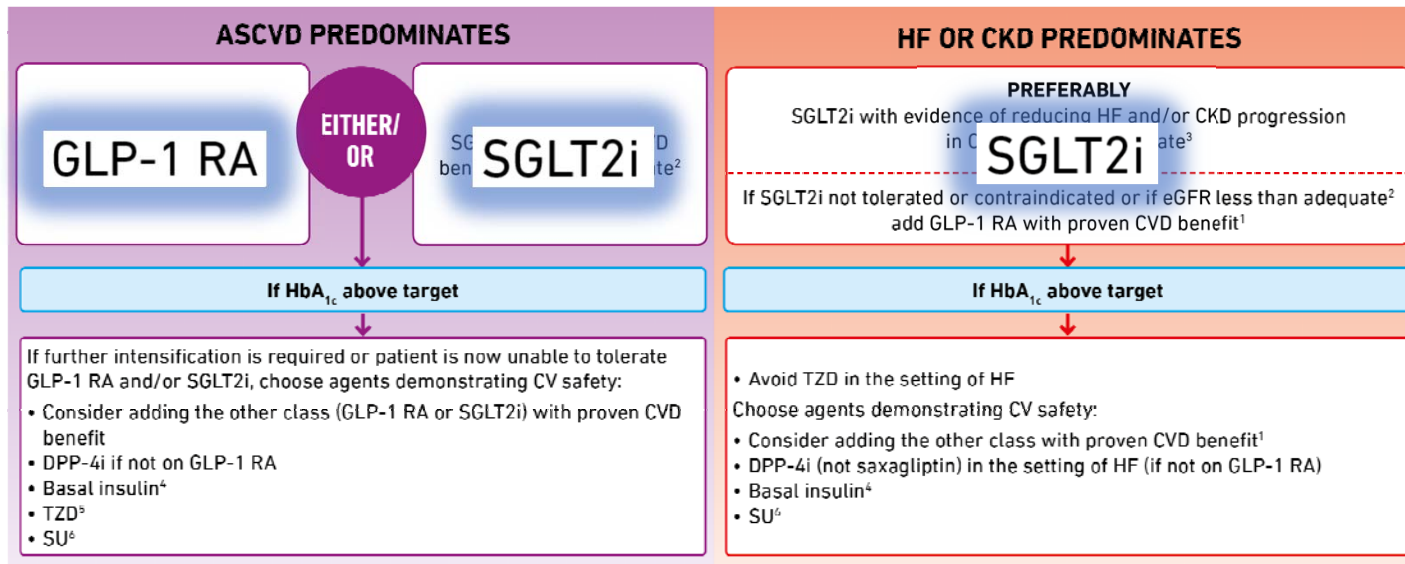 ASCVD PREDOMINATES
GLP-1 RA
EITHER/
OR
SGLT2i
ben
²
If HbA1c above target
If further intensification is required or patient is now unable to tolerate
GLP-1 RA and/or SGLT2i, choose agents demonstrating CV safety:
• Consider adding the other class (GLP-1 RA or SGLT2i) with proven CVD
benefit
• DPP-4i if not on GLP-1 RA
• Basal insulin⁴
• TZD⁵
• SU⁶
HF OR CKD PREDOMINATES
PREFERABLY
SGLT2i with evidence of reducing HF and/or CKD progression
in
SGLT2i
If SGLT2i not tolerated or contraindicated or if eGFR less than adequate²
add GLP-1 RA with proven CVD benefit¹
If HbA1c above target
• Avoid TZD in the setting of HF
Choose agents demonstrating CV safety:
• Consider adding the other class with proven CVD benefit¹
• DPP-4i (not saxagliptin) in the setting of HF (if not on GLP-1 RA)
• Basal insulin⁴
• SU⁶